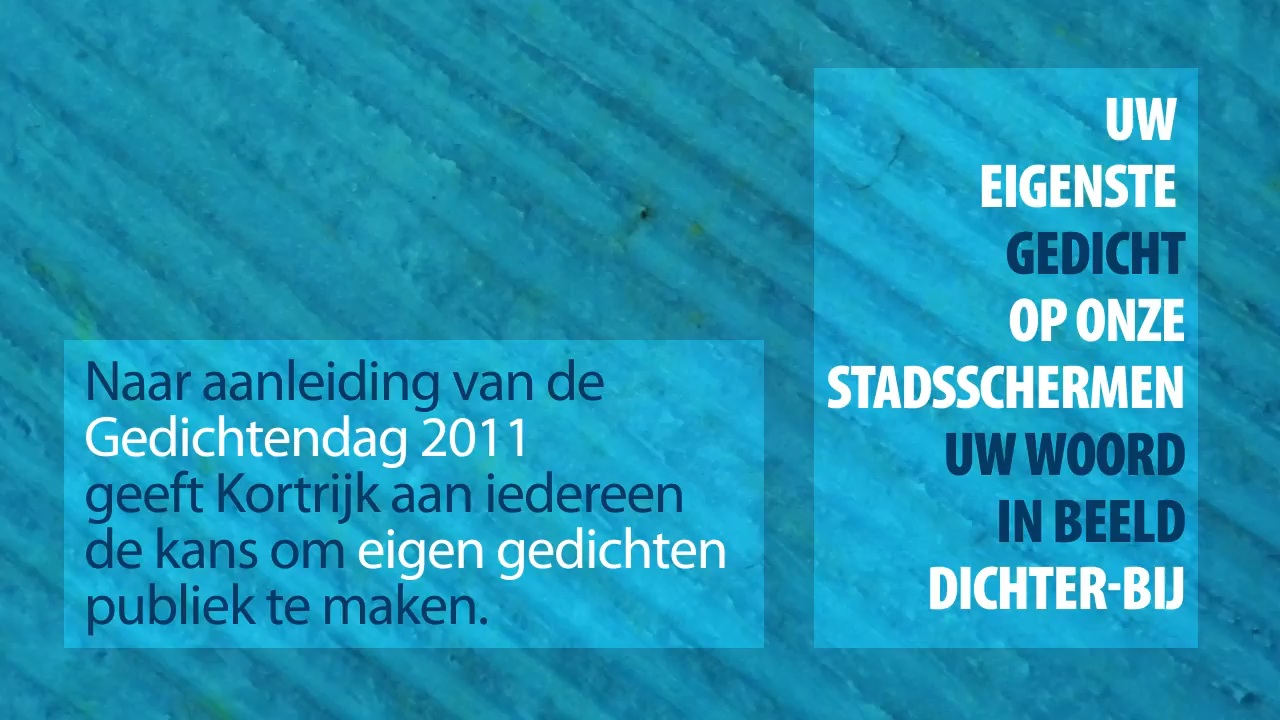 Naar aanleiding van de
Gedichtendag 2011
geeft Kortrijk aan iedereen
de kans om eigen gedichten
publiek te maken.
UW
EIGENSTE
GEDICHT
OP ONZE
STADSSCHERMEN
UW WOORD
IN BEELD
DICHTER-BIJ